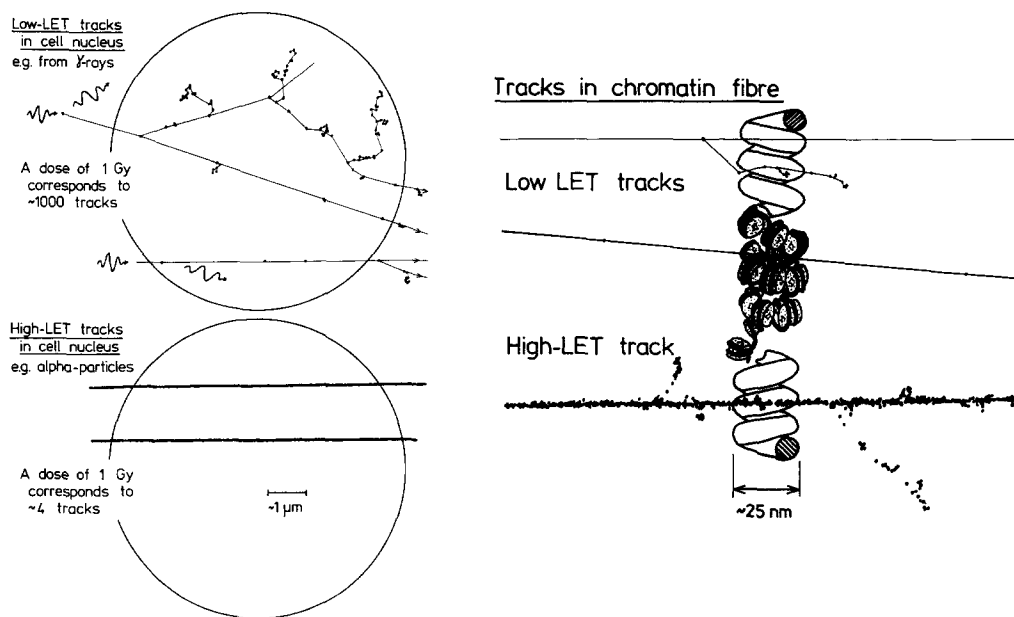 Low-LET tracks
in cell nucleus
e.g. from γ-rays
A dose of 1 Gy
corresponds to
~1000 tracks
High-LET tracks
in cell nucleus
e.g. alpha-particles
A dose of 1 Gy
corresponds to
~4 tracks
~1 μm
Tracks in chromatin fibre
Low LET tracks
High-LET track
~25 nm